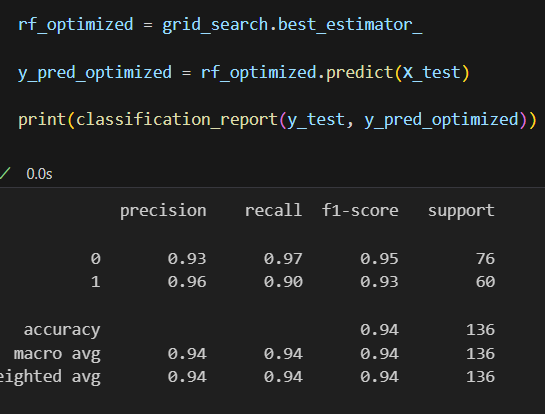 rf_optimized = grid_search.best_estimator_
y_pred_optimized = rf_optimized.predict(X_test)
print(classification_report(y_test, y_pred_optimized))
0.0s
precision recall f1-score support
0 0.93 0.97 0.95 76
1 0.96 0.90 0.93 60
accuracy 0.94 136
macro avg 0.94 0.94 0.94 136
eighted avg 0.94 0.94 0.94 136